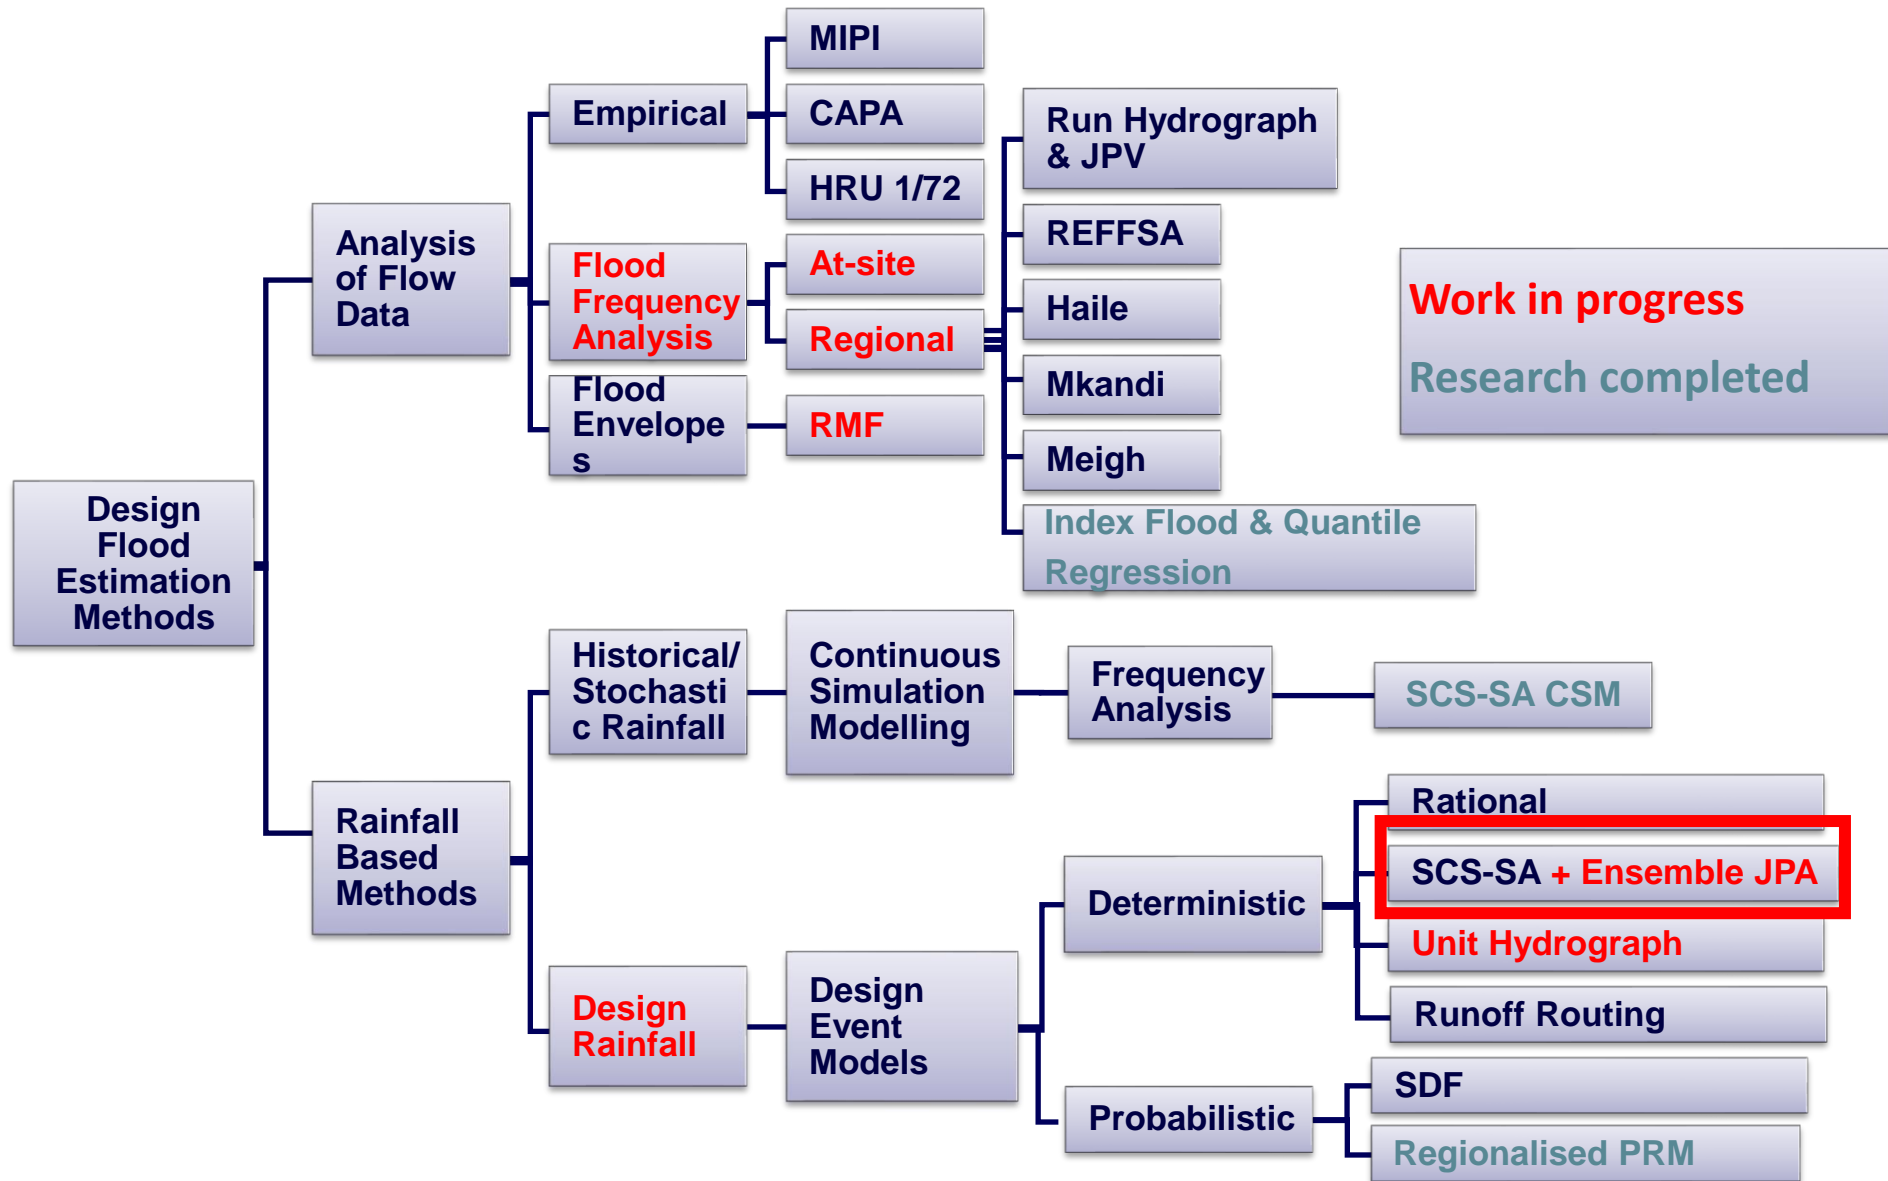 MIPI
Empirical
CAPA
HRU 1/72
Run Hydrograph
& JPV
Analysis
of Flow
Data
Flood
Frequency
Analysis
At-site
Regional
REFFSA
Haile
Mkandi
Meigh
Index Flood & Quantile
Regression
Flood
Envelope
s
RMF
Work in progress
Research completed
Design
Flood
Estimation
Methods
Historical/
Stochasti
c Rainfall
Continuous
Simulation
Modelling
Frequency
Analysis
SCS-SA CSM
Rainfall
Based
Methods
Design
Rainfall
Design
Event
Models
Deterministic
Rational
SCS-SA + Ensemble JPA
Unit Hydrograph
Runoff Routing
Probabilistic
SDF
Regionalised PRM